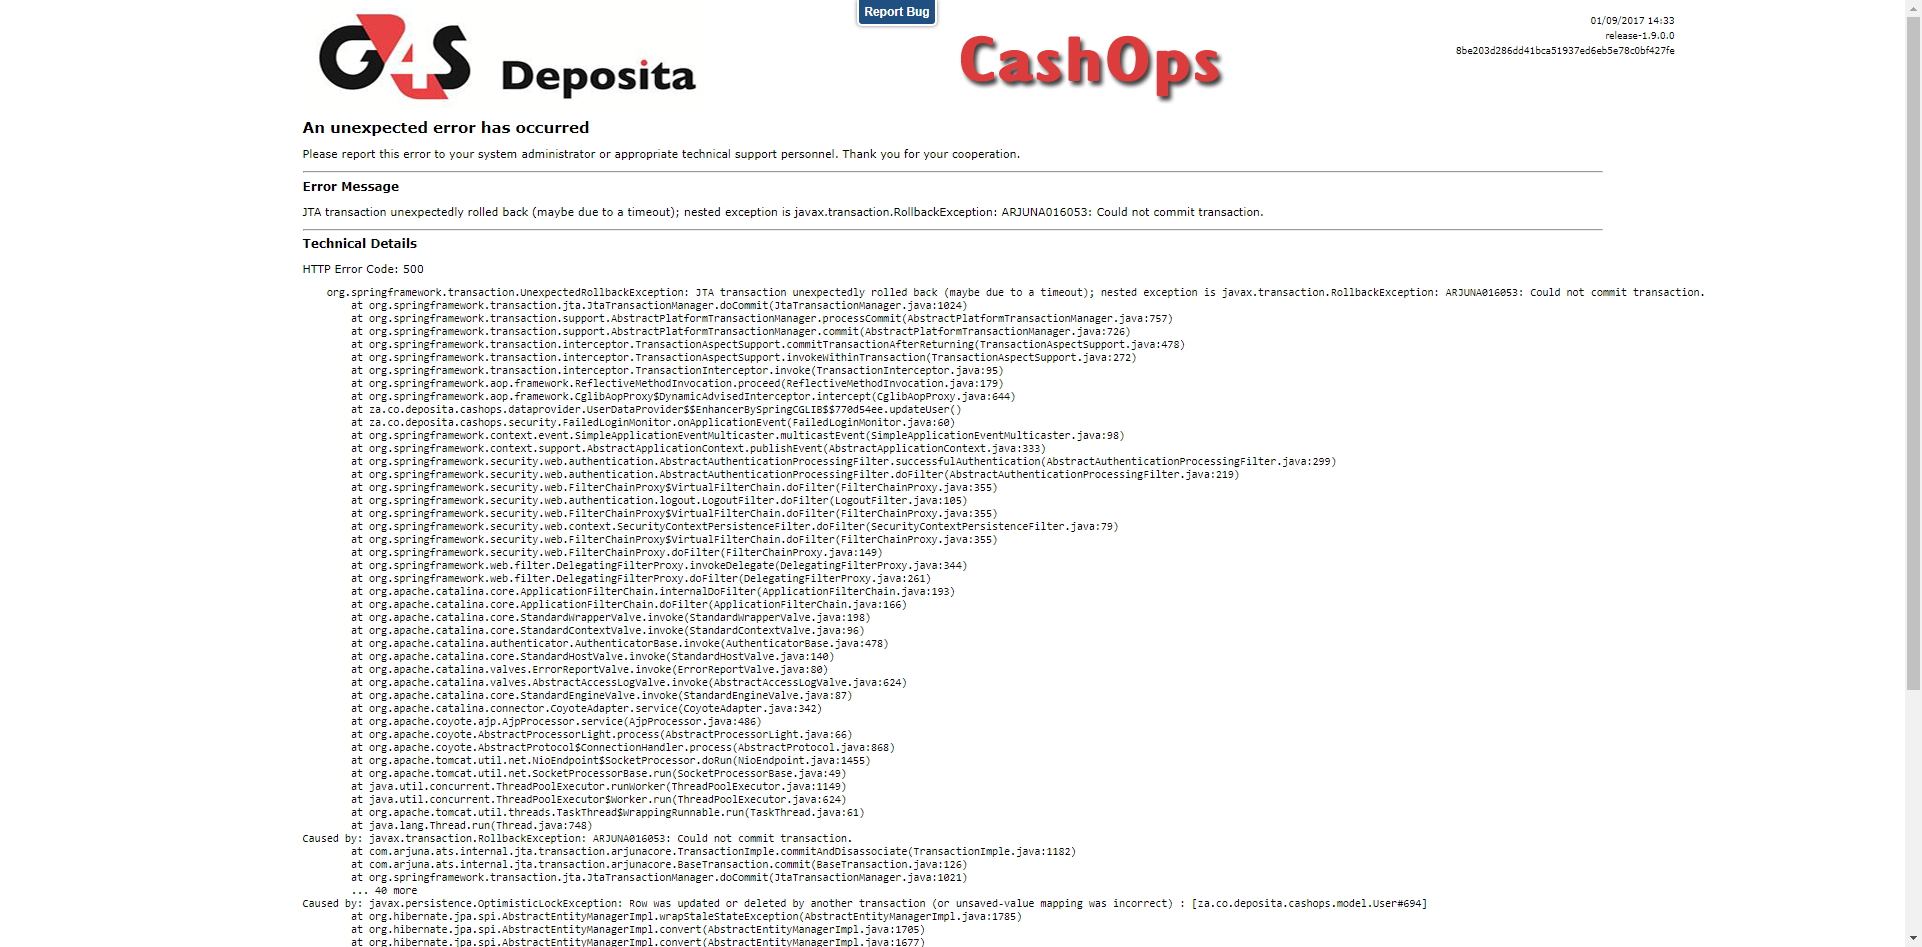 Report Bug
G4S Deposita
CashOps
01/09/2017 14:33
release-1.9.0.0
8be203d286dd41bca51937ed6eb5e78c0bf427fe
An unexpected error has occurred
Please report this error to your system administrator or appropriate technical support personnel. Thank you for your cooperation.
Error Message
JTA transaction unexpectedly rolled back (maybe due to a timeout); nested exception is javax.transaction.RollbackException: ARJUNA016053: Could not commit transaction.
Technical Details
HTTP Error Code: 500
org.springframework.transaction.UnexpectedRollbackException: JTA transaction unexpectedly rolled back (maybe due to a timeout); nested exception is javax.transaction.RollbackException: ARJUNA016053: Could not commit transaction.
at org.springframework.transaction.jta.JtaTransactionManager.doCommit(JtaTransactionManager.java:1024)
at org.springframework.transaction.support.AbstractPlatformTransactionManager.processCommit(AbstractPlatformTransactionManager.java:757)
at org.springframework.transaction.support.AbstractPlatformTransactionManager.commit(AbstractPlatformTransactionManager.java:726)
at org.springframework.transaction.interceptor.TransactionAspectSupport.commitTransactionAfterReturning(TransactionAspectSupport.java:478)
at org.springframework.transaction.interceptor.TransactionAspectSupport.invokeWithinTransaction(TransactionAspectSupport.java:272)
at org.springframework.transaction.interceptor.TransactionInterceptor.invoke(TransactionInterceptor.java:95)
at org.springframework.aop.framework.ReflectiveMethodInvocation.proceed(ReflectiveMethodInvocation.java:179)
at org.springframework.aop.framework.CglibAopProxy$DynamicAdvisedInterceptor.intercept(CglibAopProxy.java:644)
at za.co.deposita.cashops.dataprovider.UserDataProvider$$EnhancerBySpringCGLIB$$770d54ee.updateUser()
at za.co.deposita.cashops.security.FailedLoginMonitor.onApplicationEvent(FailedLoginMonitor.java:60)
at org.springframework.context.event.SimpleApplicationEventMulticaster.multicastEvent(SimpleApplicationEventMulticaster.java:98)
at org.springframework.context.support.AbstractApplicationContext.publishEvent(AbstractApplicationContext.java:333)
at org.springframework.security.web.authentication.AbstractAuthenticationProcessingFilter.successfulAuthentication(AbstractAuthenticationProcessingFilter.java:299)
at org.springframework.security.web.authentication.AbstractAuthenticationProcessingFilter.doFilter(AbstractAuthenticationProcessingFilter.java:219)
at org.springframework.security.web.FilterChainProxy$VirtualFilterChain.doFilter(FilterChainProxy.java:355)
at org.springframework.security.web.authentication.logout.LogoutFilter.doFilter(LogoutFilter.java:105)
at org.springframework.security.web.FilterChainProxy$VirtualFilterChain.doFilter(FilterChainProxy.java:355)
at org.springframework.security.web.context.SecurityContextPersistenceFilter.doFilter(SecurityContextPersistenceFilter.java:79)
at org.springframework.security.web.FilterChainProxy$VirtualFilterChain.doFilter(FilterChainProxy.java:355)
at org.springframework.security.web.FilterChainProxy.doFilter(FilterChainProxy.java:149)
at org.springframework.web.filter.DelegatingFilterProxy.invokeDelegate(DelegatingFilterProxy.java:344)
at org.springframework.web.filter.DelegatingFilterProxy.doFilter(DelegatingFilterProxy.java:261)
at org.apache.catalina.core.ApplicationFilterChain.internalDoFilter(ApplicationFilterChain.java:193)
at org.apache.catalina.core.ApplicationFilterChain.doFilter(ApplicationFilterChain.java:166)
at org.apache.catalina.core.StandardWrapperValve.invoke(StandardWrapperValve.java:198)
at org.apache.catalina.core.StandardContextValve.invoke(StandardContextValve.java:96)
at org.apache.catalina.authenticator.AuthenticatorBase.invoke(AuthenticatorBase.java:478)
at org.apache.catalina.core.StandardHostValve.invoke(StandardHostValve.java:140)
at org.apache.catalina.valves.ErrorReportValve.invoke(ErrorReportValve.java:80)
at org.apache.catalina.valves.AbstractAccessLogValve.invoke(AbstractAccessLogValve.java:624)
at org.apache.catalina.core.StandardEngineValve.invoke(StandardEngineValve.java:87)
at org.apache.catalina.connector.CoyoteAdapter.service(CoyoteAdapter.java:342)
at org.apache.coyote.ajp.AjpProcessor.service(AjpProcessor.java:486)
at org.apache.coyote.AbstractProcessorLight.process(AbstractProcessorLight.java:66)
at org.apache.coyote.AbstractProtocol$ConnectionHandler.process(AbstractProtocol.java:868)
at org.apache.tomcat.util.net.NioEndpoint$SocketProcessor.doRun(NioEndpoint.java:1455)
at org.apache.tomcat.util.net.SocketProcessorBase.run(SocketProcessorBase.java:49)
at java.util.concurrent.ThreadPoolExecutor.runWorker(ThreadPoolExecutor.java:1149)
at java.util.concurrent.ThreadPoolExecutor$Worker.run(ThreadPoolExecutor.java:624)
at org.apache.tomcat.util.threads.TaskThread$WrappingRunnable.run(TaskThread.java:61)
at java.lang.Thread.run(Thread.java:748)
Caused by: javax.transaction.RollbackException: ARJUNA016053: Could not commit transaction.
at com.arjuna.ats.internal.jta.transaction.arjunacore.TransactionImple.commitAndDisassociate(TransactionImple.java:1182)
at com.arjuna.ats.internal.jta.transaction.arjunacore.BaseTransaction.commit(BaseTransaction.java:126)
at org.springframework.transaction.jta.JtaTransactionManager.doCommit(JtaTransactionManager.java:1021)
... 40 more
Caused by: javax.persistence.OptimisticLockException: Row was updated or deleted by another transaction (or unsaved-value mapping was incorrect) : [za.co.deposita.cashops.model.User#694]
at org.hibernate.jpa.spi.AbstractEntityManagerImpl.wrapStaleStateException(AbstractEntityManagerImpl.java:1785)
at org.hibernate.jpa.spi.AbstractEntityManagerImpl.convert(AbstractEntityManagerImpl.java:1705)
at org.hibernate.jpa.spi.AbstractEntityManagerImpl.convert(AbstractEntityManagerImpl.java:1677)